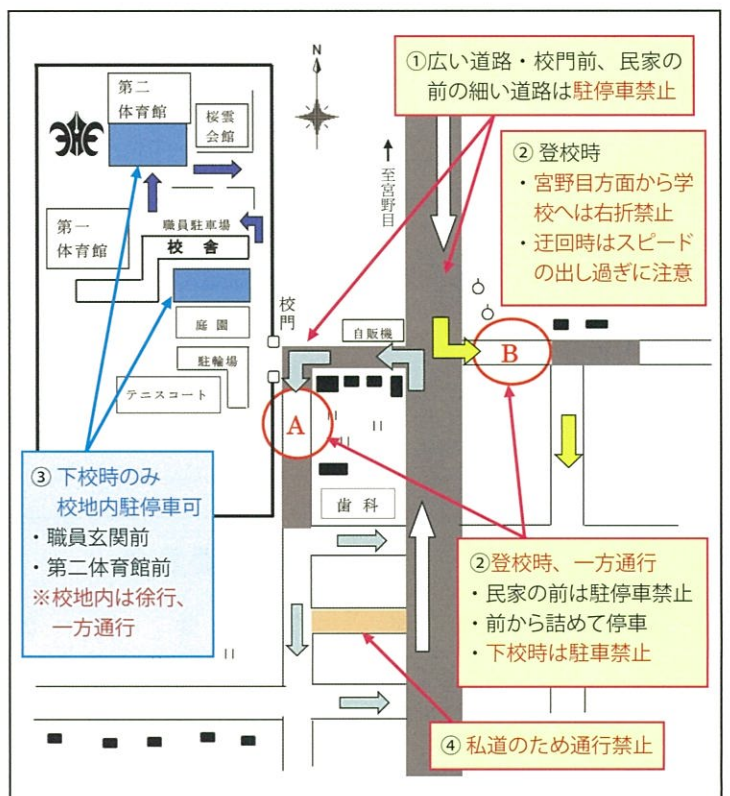 N
①広い道路・校門前、民家の
前の細い道路は駐停車禁止
第二
体育館
桜雲
会館
至宮野目
② 登校時
・宮野目方面から学
校へは右折禁止
・迂回時はスピード
の出し過ぎに注意
第一
体育館
職員駐車場
校 舎
校門
庭園
自販機
駐輪場
テニスコート
A
B
歯科
③ 下校時のみ
校地内駐停車可
・職員玄関前
・第二体育館前
※校地内は徐行、
一方通行
②登校時、一方通行
・民家の前は駐停車禁止
・前から詰めて停車
・下校時は駐車禁止
④ 私道のため通行禁止